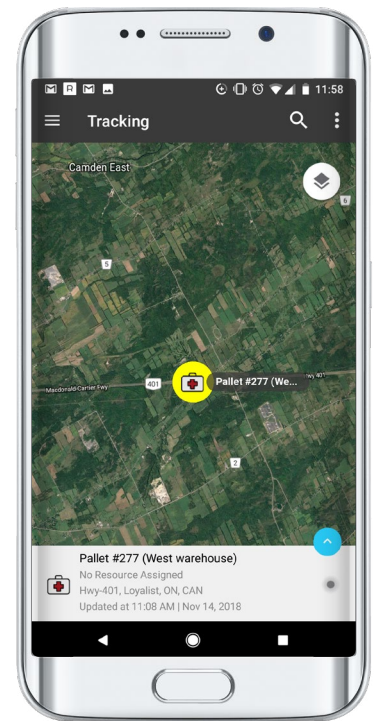 R
11:58
Tracking
Camden East
6
5
401
Pallet #277 (We...
Hwy 401
Macdonald-Cartier Fwy
2
Pallet #277 (West warehouse)
No Resource Assigned
Hwy-401, Loyalist, ON, CAN
Updated at 11:08 AM | Nov 14, 2018